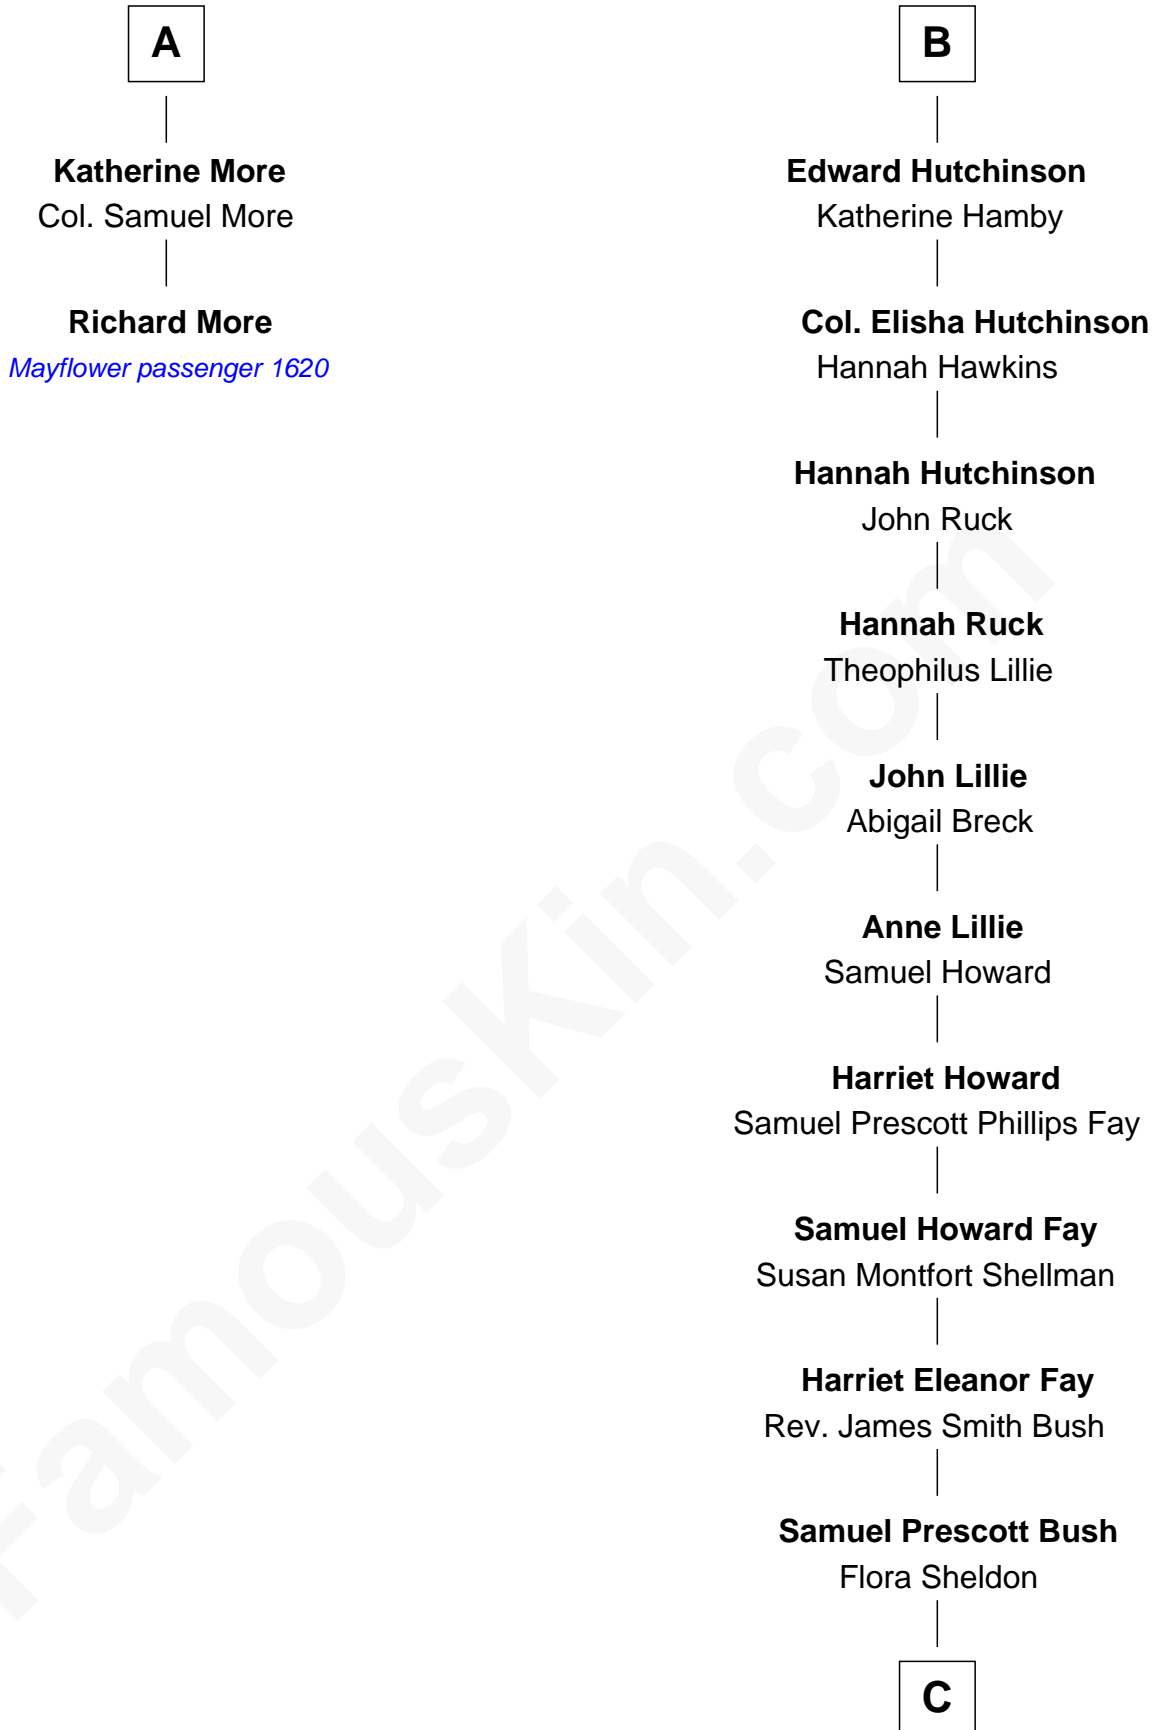 A
Katherine More
Col. Samuel More
Richard More
Mayflower passenger 1620
B
Edward Hutchinson
Katherine Hamby
Col. Elisha Hutchinson
Hannah Hawkins
Hannah Hutchinson
John Ruck
Hannah Ruck
Theophilus Lillie
John Lillie
Abigail Breck
Anne Lillie
Samuel Howard
Harriet Howard
Samuel Prescott Phillips Fay
Samuel Howard Fay
Susan Montfort Shellman
Harriet Eleanor Fay
Rev. James Smith Bush
Samuel Prescott Bush
Flora Sheldon
C
FamousKin.com